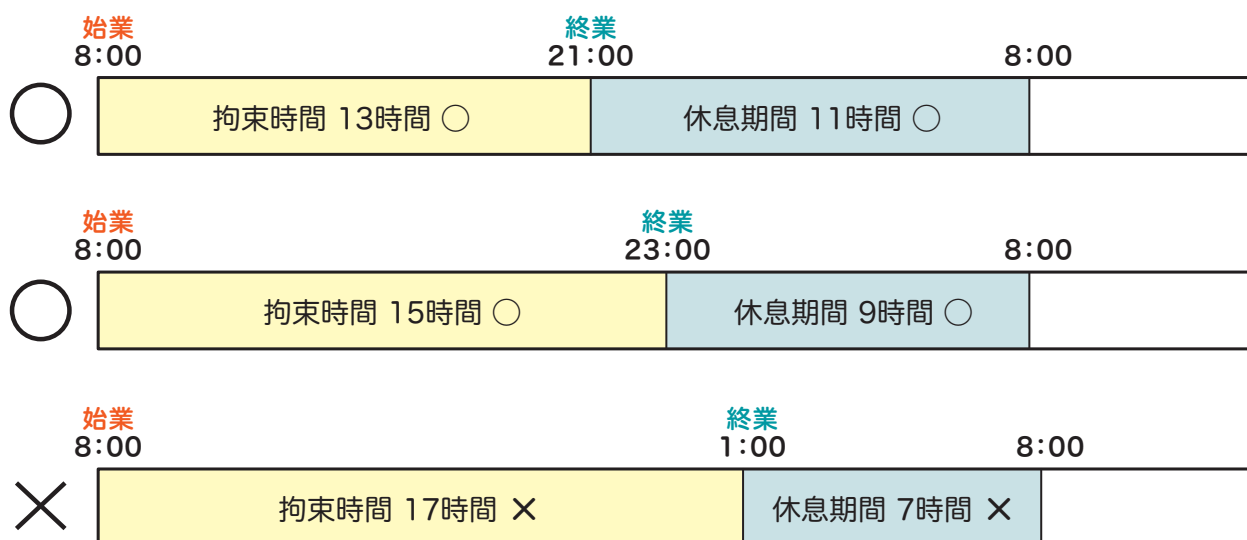 始業 終業
8:00 21:00 8:00
○ 拘束時間 13時間 ○ 休息期間 11時間 ○
始業 終業
8:00 23:00 8:00
○ 拘束時間 15時間 ○ 休息期間 9時間 ○
始業 終業
8:00 1:00 8:00
× 拘束時間 17時間 × 休息期間 7時間 ×